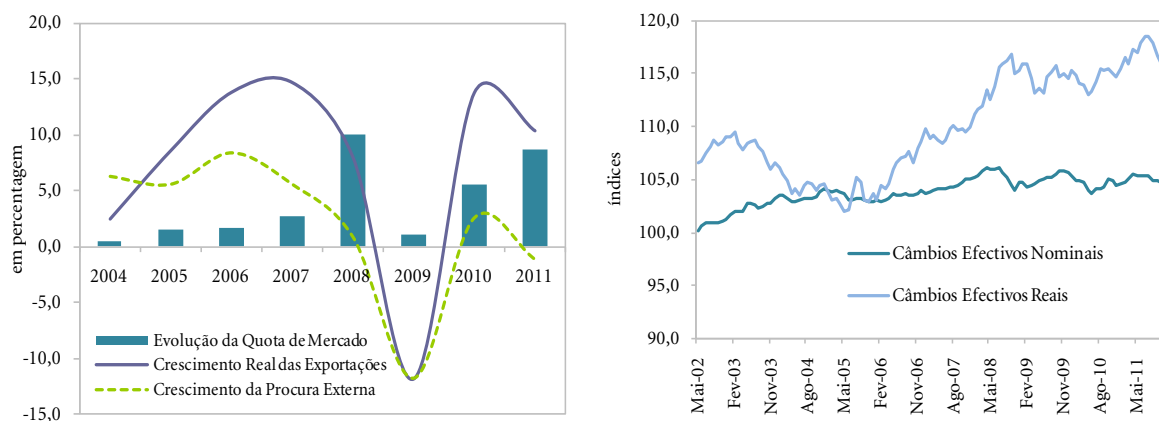 em percentagem
20,0
15,0
10,0
5,0
0,0
-5,0
-10,0
-15,0
2004 2005 2006 2007 2008 2009 2010 2011
Evolução da Quota de Mercado
Crescimento Real das Exportações
Crescimento da Procura Externa
índices
120,0
115,0
110,0
105,0
100,0
95,0
90,0
Câmbios Efectivos Nominais
Câmbios Efectivos Reais
Mai-02
Fev-03
Nov-03
Ago-04
Mai-05
Fev-06
Nov-06
Ago-07
Mai-08
Fev-09
Nov-09
Ago-10
Mai-11